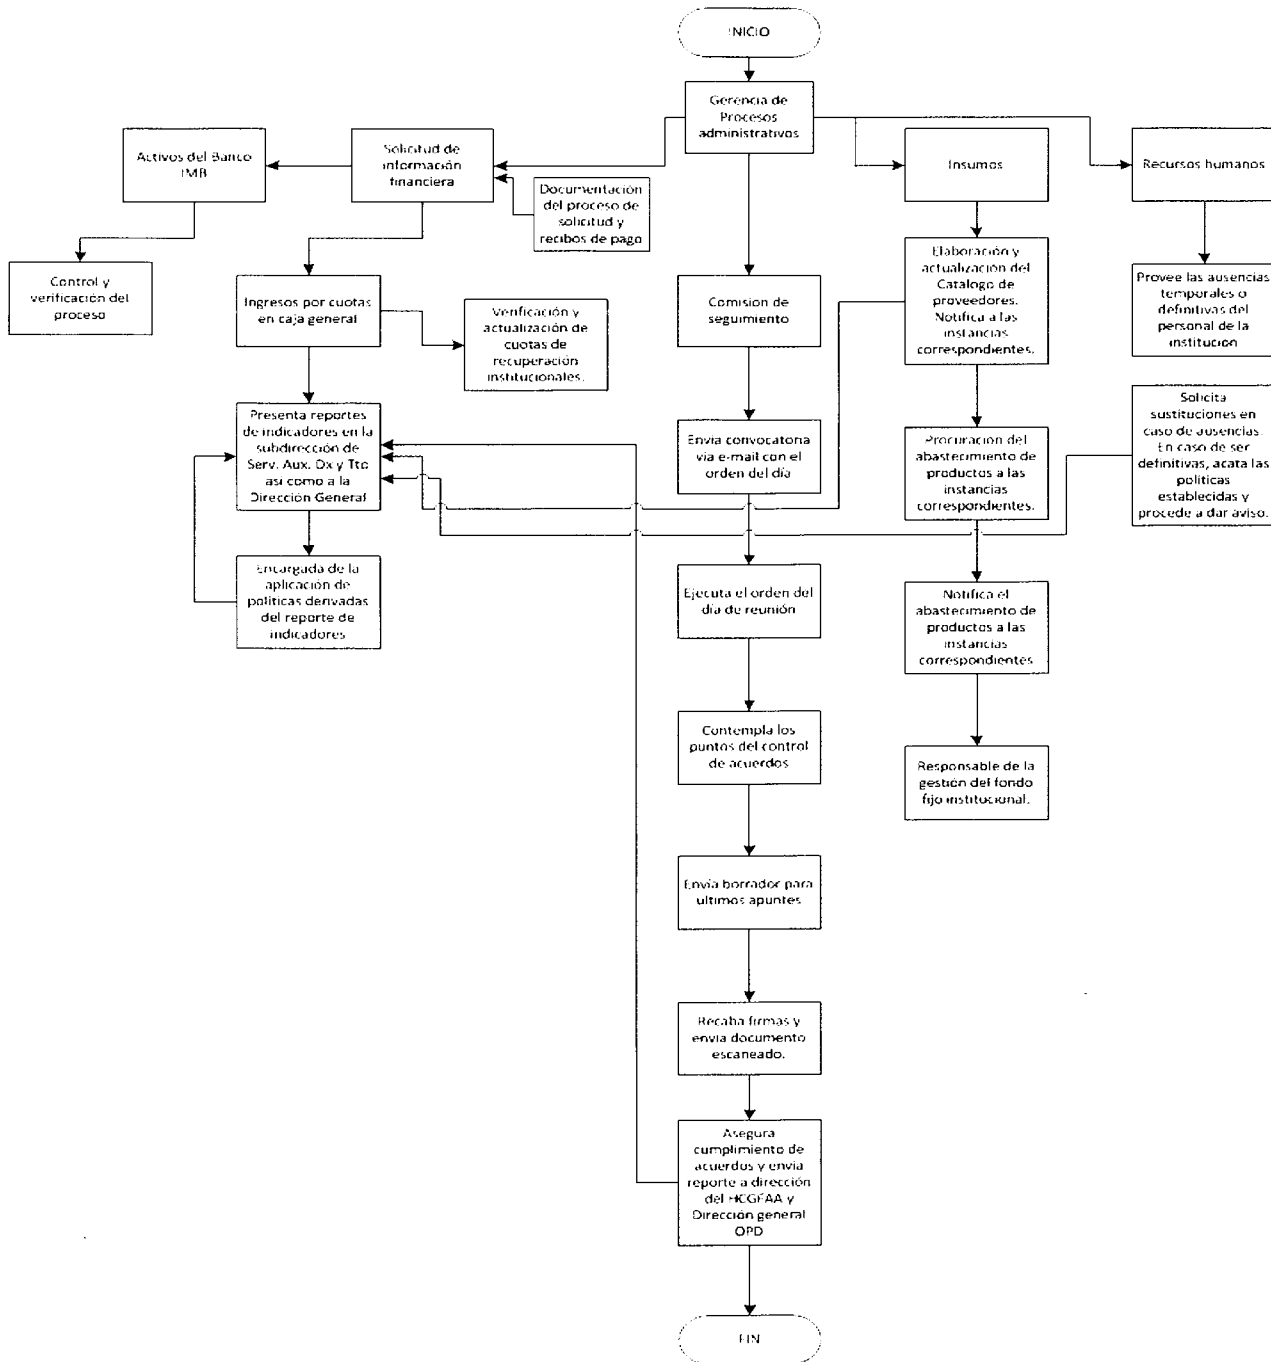 INICIO
Gerencia de
Procesos
administrativos
Activos del Banco
IMB
Solicitud de
información
financiera
Insumos
Recursos humanos
Documentación
del proceso de
solicitud y
recibos de pago
Control y
verificación del
proceso
Ingresos por cuotas
en caja general
Verificación y
actualización de
cuotas de
recuperación
institucionales.
Comision de
seguimiento
Elaboración y
actualización del
Catalogo de
proveedores.
Notifica a las
instancias
correspondientes.
Provee las ausencias
temporales o
definitivas del
personal de la
institucion
Presenta reportes
de indicadores en la
subdirección de
Serv. Aux. Dx y Tto
asi como a la
Dirección General
Envia convocatoria
via e-mail con el
orden del día
Procuración del
abastecimiento de
productos a las
instancias
correspondientes.
Solicita
sustituciones en
caso de ausencias.
En caso de ser
definitivas, acata las
políticas
establecidas y
procede a dar aviso.
Encargada de la
aplicación de
políticas derivadas
del reporte de
indicadores
Ejecuta el orden del
día de reunión
Notifica el
abastecimiento de
productos a las
instancias
correspondientes
Contempla los
puntos del control
de acuerdos
Responsable de la
gestión del fondo
fijo institucional.
Envía borrador para
ultimos apuntes
Recaba firmas y
envia documento
escaneado.
Asegura
cumplimiento de
acuerdos y envia
reporte a dirección
del HCGFAA y
Dirección general
OPD
FIN